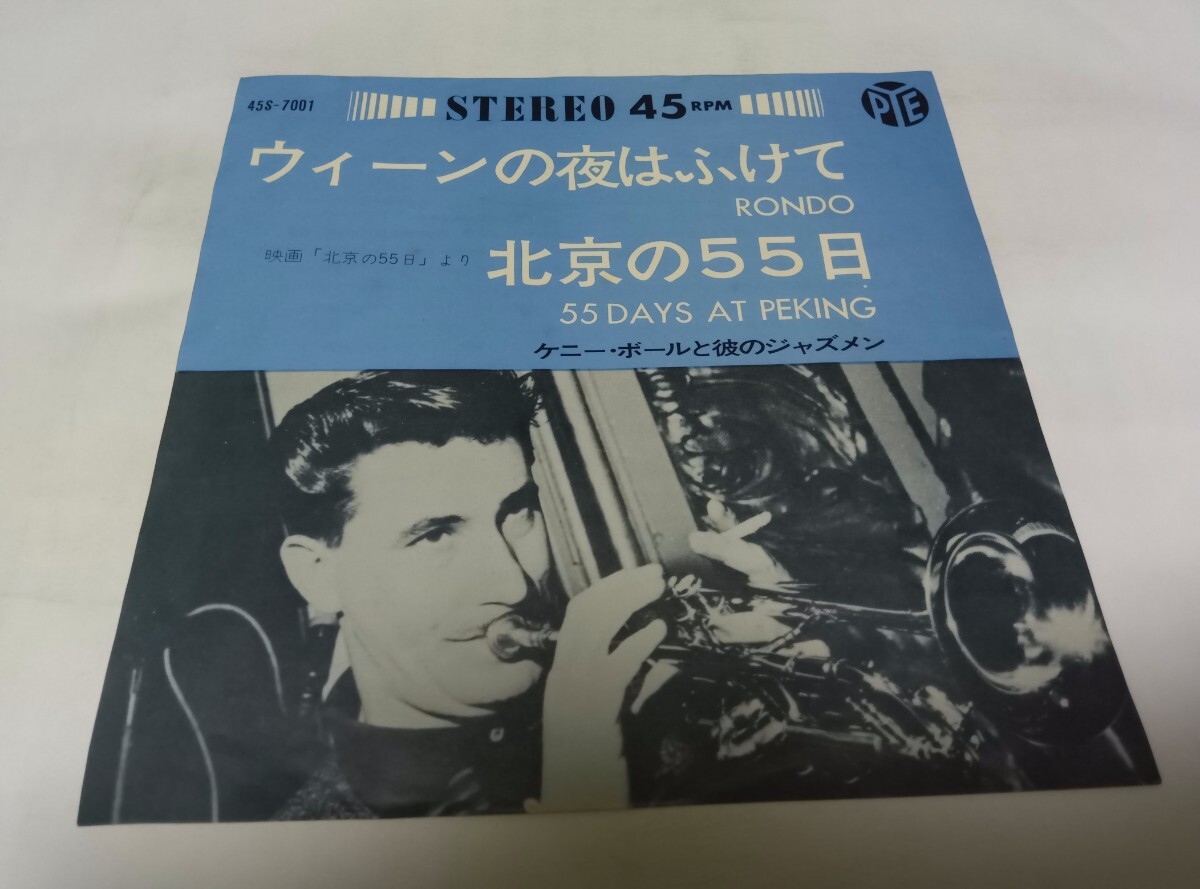 45S-7001 STEREO 45 RPM PYE
ウィーンの夜はふけて
RONDO
映画「北京の55日」より 北京の55日
55 DAYS AT PEKING
ケニー・ボールと彼のジャズメン